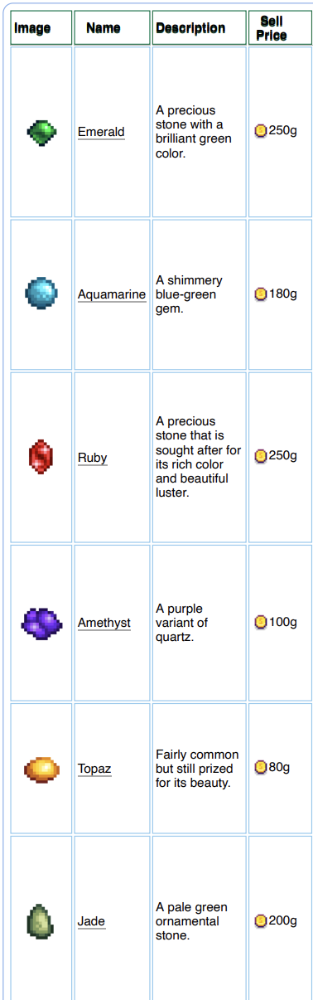 Image Name Description Sell
Price
Emerald
A precious
stone with a
brilliant green
color.
250g
Aquamarine
A shimmery
blue-green
gem.
180g
Ruby
A precious
stone that is
sought after for
its rich color
and beautiful
luster.
250g
Amethyst
A purple
variant of
quartz.
100g
Topaz
Fairly common
but still prized
for its beauty.
80g
Jade
A pale green
ornamental
stone.
200g